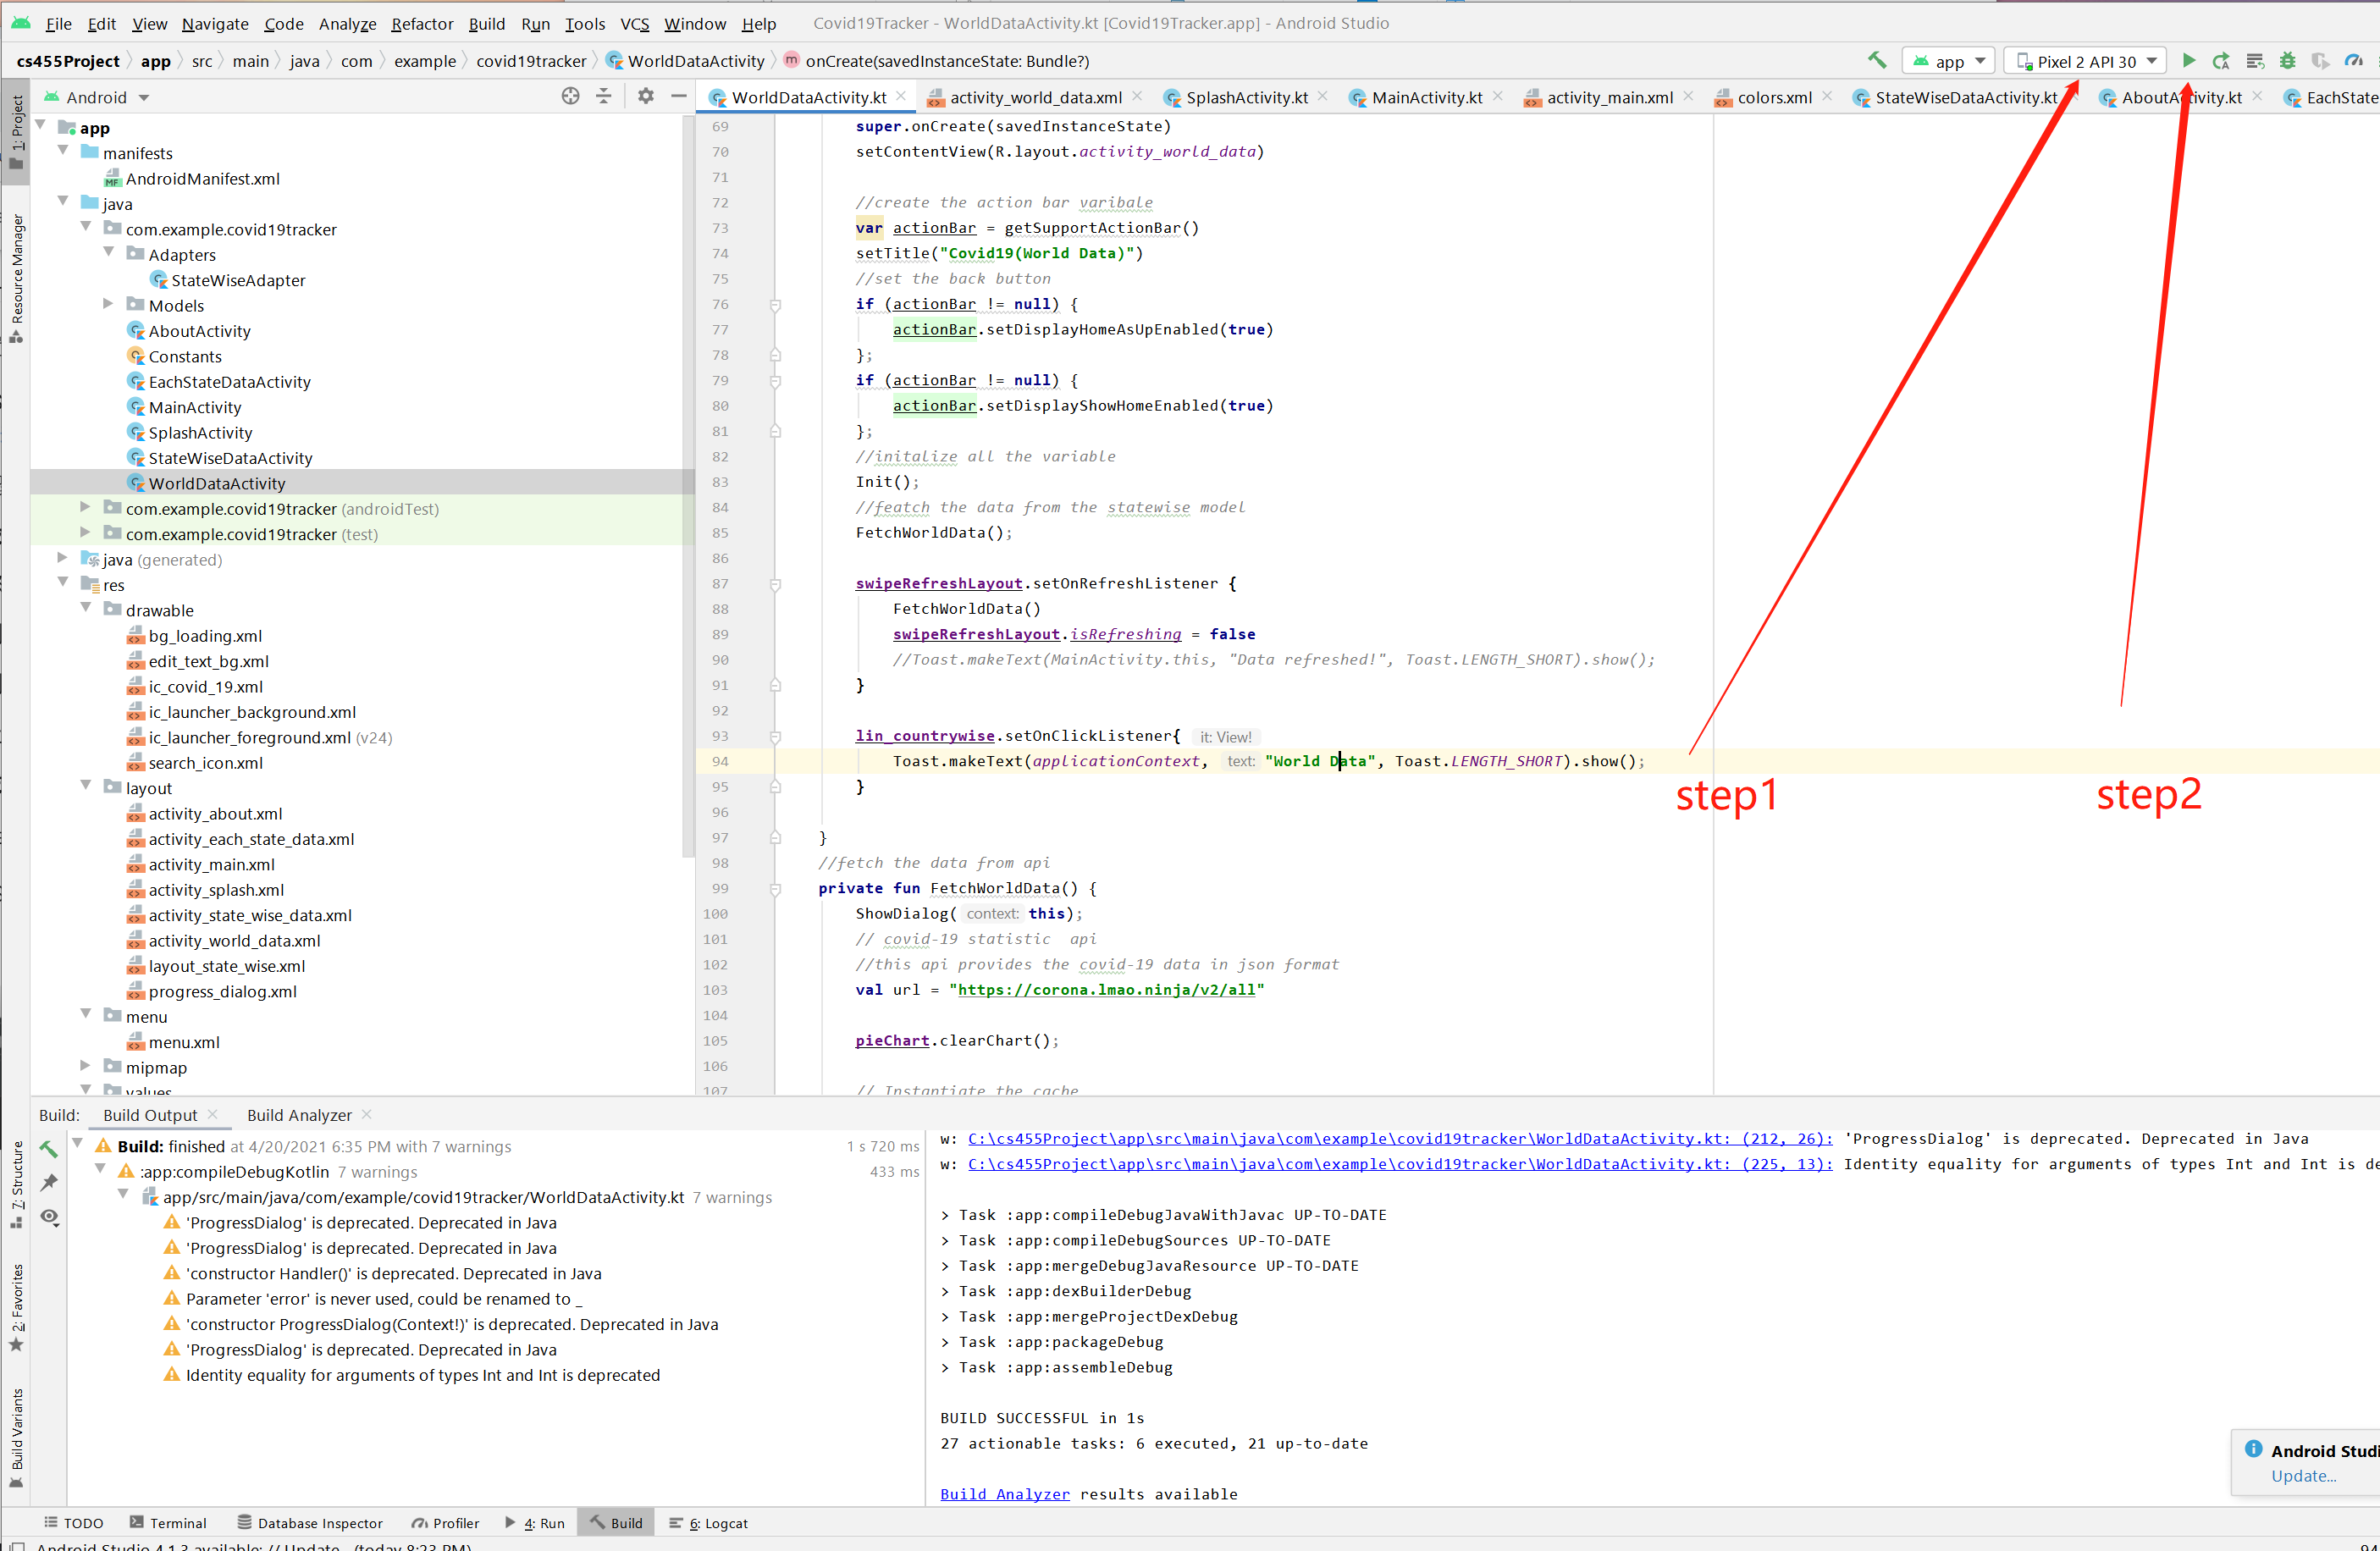 File Edit View Navigate Code Analyze Refactor Build Run Tools VCS Window Help Covid19Tracker - WorldDataActivity.kt [Covid19Tracker.app] - Android Studio
cs455Project app src main java com example covid19tracker WorldDataActivity onCreate(savedInstanceState: Bundle?) app Pixel 2 API 30
Android
WorldDataActivity.kt activity_world_data.xml SplashActivity.kt MainActivity.kt activity_main.xml colors.xml StateWiseDataActivity.kt AboutActivity.kt EachState
1: Project
Resource Manager
7: Structure
2: Favorites
Build Variants
app
manifests
AndroidManifest.xml
java
com.example.covid19tracker
Adapters
StateWiseAdapter
Models
AboutActivity
Constants
EachStateDataActivity
MainActivity
SplashActivity
StateWiseDataActivity
WorldDataActivity
com.example.covid19tracker (androidTest)
com.example.covid19tracker (test)
java (generated)
res
drawable
bg_loading.xml
edit_text_bg.xml
ic_covid_19.xml
ic_launcher_background.xml
ic_launcher_foreground.xml (v24)
search_icon.xml
layout
activity_about.xml
activity_each_state_data.xml
activity_main.xml
activity_splash.xml
activity_state_wise_data.xml
activity_world_data.xml
layout_state_wise.xml
progress_dialog.xml
menu
menu.xml
mipmap
values
69 super.onCreate(savedInstanceState)
70 setContentView(R.layout.activity_world_data)
71
72 //create the action bar varibale
73 var actionBar = getSupportActionBar()
74 setTitle("Covid19(World Data)")
75 //set the back button
76 if (actionBar != null) {
77 actionBar.setDisplayHomeAsUpEnabled(true)
78 };
79 if (actionBar != null) {
80 actionBar.setDisplayShowHomeEnabled(true)
81 };
82 //initalize all the variable
83 Init();
84 //featch the data from the statewise model
85 FetchWorldData();
86
87 swipeRefreshLayout.setOnRefreshListener {
88 FetchWorldData()
89 swipeRefreshLayout.isRefreshing = false
90 //Toast.makeText(MainActivity.this, "Data refreshed!", Toast.LENGTH_SHORT).show();
91 }
92
93 lin_countrywise.setOnClickListener{ it: View!
94 Toast.makeText(applicationContext, text: "World Data", Toast.LENGTH_SHORT).show();
95 }
96
97 }
98 //fetch the data from api
99 private fun FetchWorldData() {
100 ShowDialog( context: this);
101 // covid-19 statistic api
102 //this api provides the covid-19 data in json format
103 val url = "https://corona.lmao.ninja/v2/all"
104
105 pieChart.clearChart();
106
107 // Instantiate the cache
step1
step2
Build: Build Output Build Analyzer
Build: finished at 4/20/2021 6:35 PM with 7 warnings 1 s 720 ms
:app:compileDebugKotlin 7 warnings 433 ms
app/src/main/java/com/example/covid19tracker/WorldDataActivity.kt 7 warnings
'ProgressDialog' is deprecated. Deprecated in Java
'ProgressDialog' is deprecated. Deprecated in Java
'constructor Handler()' is deprecated. Deprecated in Java
Parameter 'error' is never used, could be renamed to _
'constructor ProgressDialog(Context!)' is deprecated. Deprecated in Java
'ProgressDialog' is deprecated. Deprecated in Java
Identity equality for arguments of types Int and Int is deprecated
w: C:\cs455Project\app\src\main\java\com\example\covid19tracker\WorldDataActivity.kt: (212, 26): 'ProgressDialog' is deprecated. Deprecated in Java
w: C:\cs455Project\app\src\main\java\com\example\covid19tracker\WorldDataActivity.kt: (225, 13): Identity equality for arguments of types Int and Int is de
> Task :app:compileDebugJavaWithJavac UP-TO-DATE
> Task :app:compileDebugSources UP-TO-DATE
> Task :app:mergeDebugJavaResource UP-TO-DATE
> Task :app:dexBuilderDebug
> Task :app:mergeProjectDexDebug
> Task :app:packageDebug
> Task :app:assembleDebug
BUILD SUCCESSFUL in 1s
27 actionable tasks: 6 executed, 21 up-to-date
Build Analyzer results available
Android Studi
Update...
TODO Terminal Database Inspector Profiler 4: Run Build 6: Logcat
Android Studio 4.1.3 available: // Update... (today 8:23 PM) 94